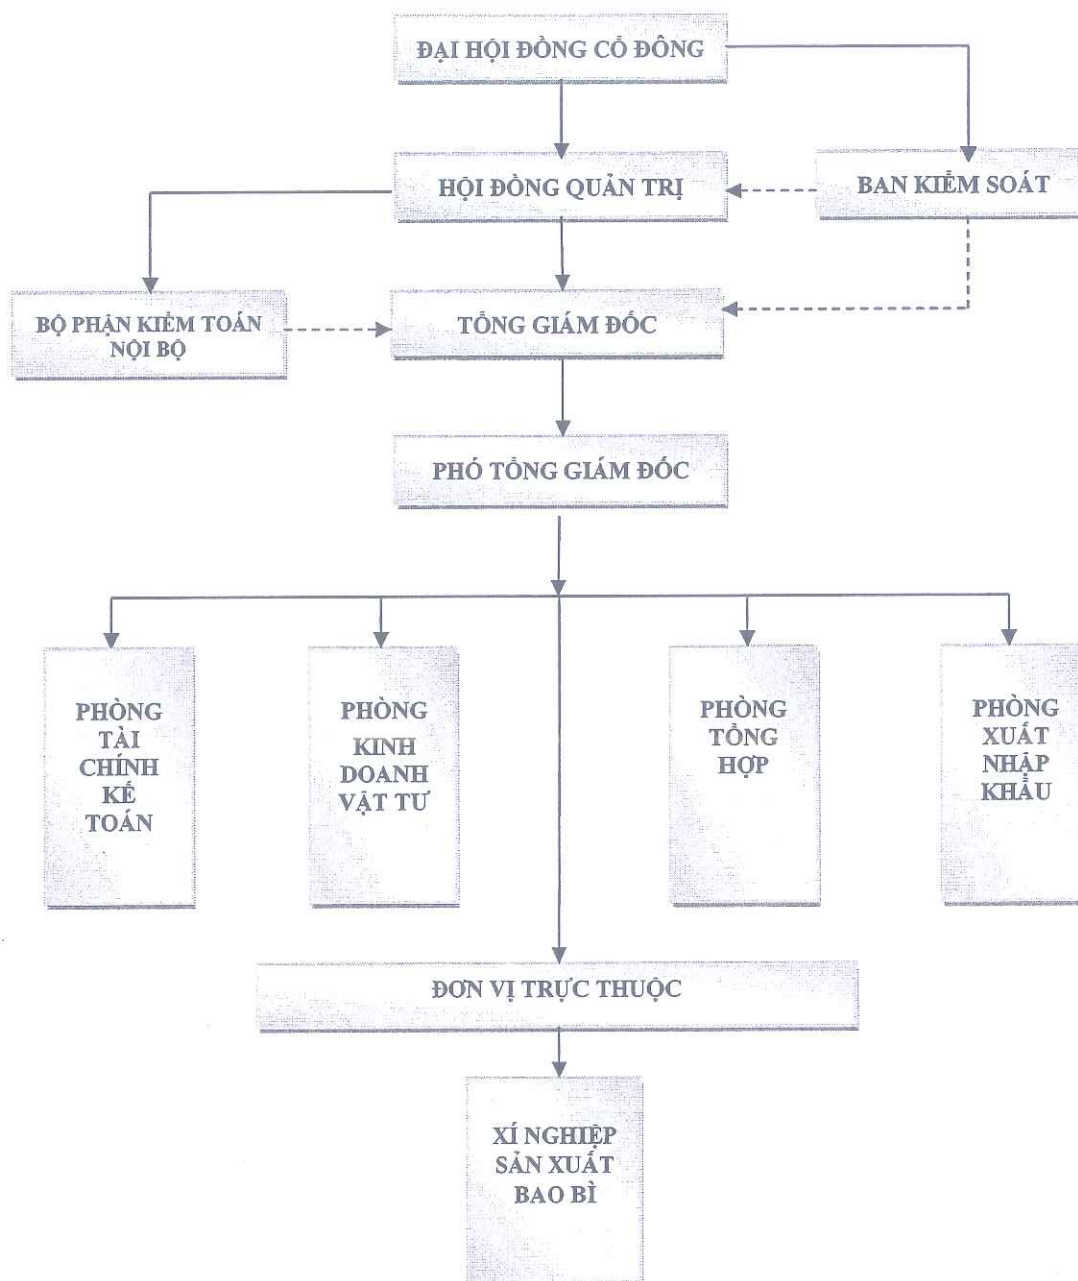 ĐẠI HỘI ĐỒNG CỔ ĐÔNG
HỘI ĐỒNG QUẢN TRỊ
BAN KIỂM SOÁT
BỘ PHẬN KIỂM TOÁN
NỘI BỘ
TỔNG GIÁM ĐỐC
PHÓ TỔNG GIÁM ĐỐC
PHÒNG
TÀI
CHÍNH
KẾ
TOÁN
PHÒNG
KINH
DOANH
VẬT TƯ
PHÒNG
TỔNG
HỢP
PHÒNG
XUẤT
NHẬP
KHẨU
ĐƠN VỊ TRỰC THUỘC
XÍ NGHIỆP
SẢN XUẤT
BAO BÌ